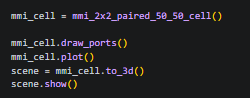 mmi_cell = mmi_2x2_paired_50_50_cell()
mmi_cell.draw_ports()
mmi_cell.plot()
scene = mmi_cell.to_3d()
scene.show()